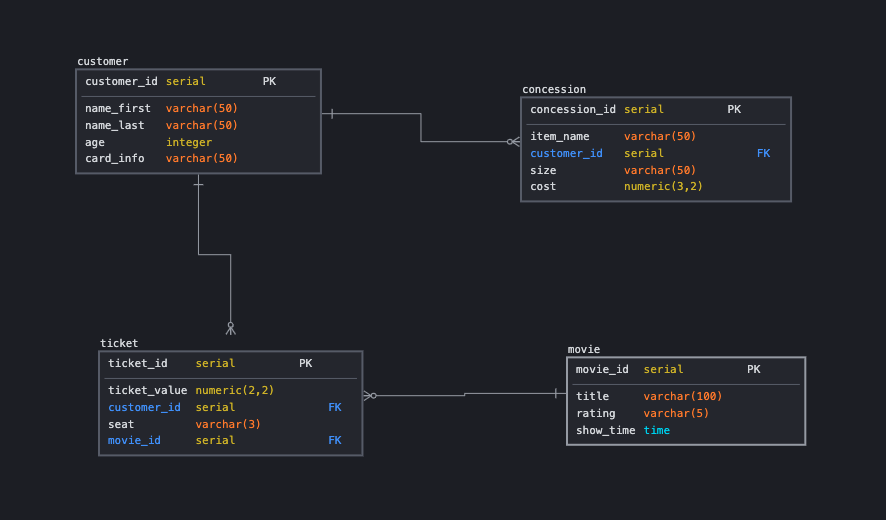 customer
customer_id serial PK
name_first varchar(50)
name_last varchar(50)
age integer
card_info varchar(50)
concession
concession_id serial PK
item_name varchar(50)
customer_id serial FK
size varchar(50)
cost numeric(3,2)
ticket
ticket_id serial PK
ticket_value numeric(2,2)
customer_id serial FK
seat varchar(3)
movie_id serial FK
movie
movie_id serial PK
title varchar(100)
rating varchar(5)
show_time time